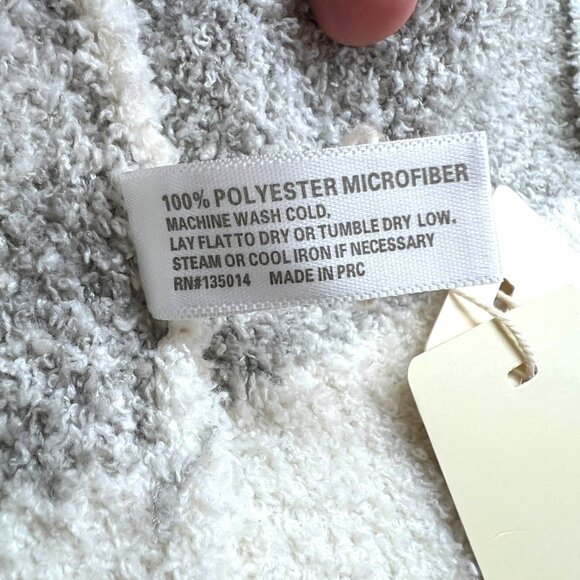 100% POLYESTER MICROFIBER
MACHINE WASH COLD,
LAY FLAT TO DRY OR TUMBLE DRY LOW.
STEAM OR COOL IRON IF NECESSARY
RN#135014 MADE IN PRC